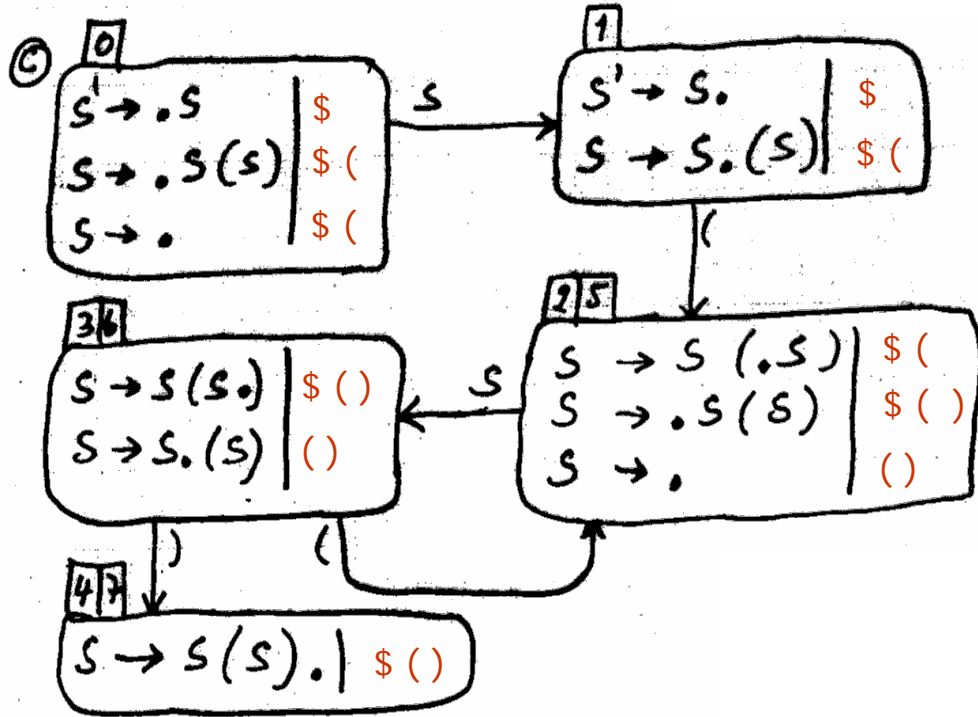 C
0
S' → .S | $
S → .S(S) | $ (
S → . | $ (
S
1
S' → S. | $
S → S.(S) | $ (
(
2 5
S → S (.S) | $ (
S → .S(S) | $ ( )
S → . | ( )
S
3 6
S → S(S.) | $ ( )
S → S.(S) | ( )
)
(
4 7
S → S(S). | $ ( )